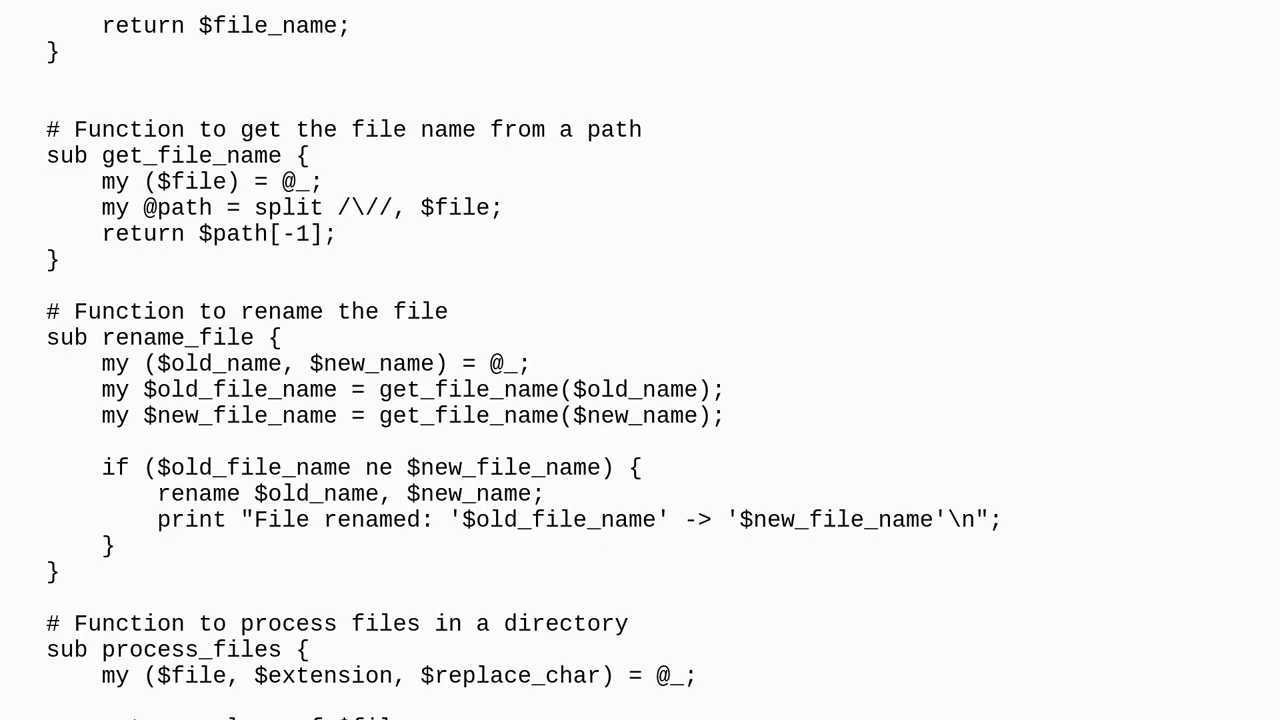 return $file_name;
}


# Function to get the file name from a path
sub get_file_name {
    my ($file) = @_;
    my @path = split /\//, $file;
    return $path[-1];
}

# Function to rename the file
sub rename_file {
    my ($old_name, $new_name) = @_;
    my $old_file_name = get_file_name($old_name);
    my $new_file_name = get_file_name($new_name);

    if ($old_file_name ne $new_file_name) {
        rename $old_name, $new_name;
        print "File renamed: '$old_file_name' -> '$new_file_name'\n";
    }
}

# Function to process files in a directory
sub process_files {
    my ($file, $extension, $replace_char) = @_;